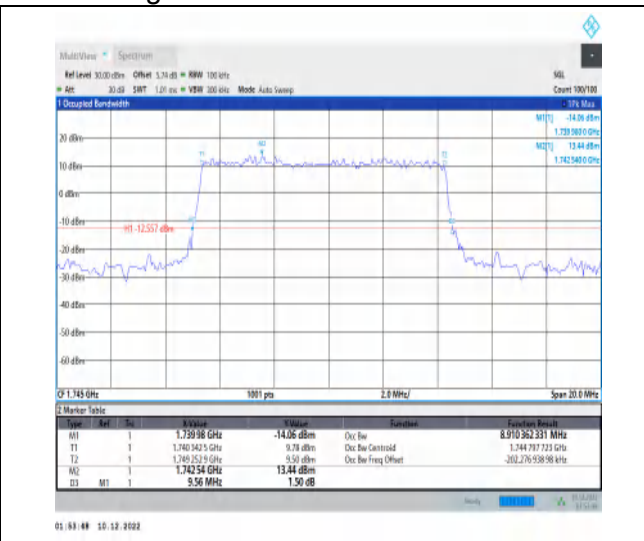 MultiView Spectrum
Ref Level 30.00 dBm Offset 5.74 dB RBW 100 kHz SGL
Att 30 dB SWT 1.01 ms VBW 300 kHz Mode Auto Sweep Count 100/100
1 Occupied Bandwidth 1Pk Max
M1[1] -14.06 dBm
1.739 980 0 GHz
M2[1] 13.44 dBm
1.742 540 0 GHz
20 dBm
10 dBm
0 dBm
-10 dBm
H1 -12.557 dBm
-20 dBm
-30 dBm
-40 dBm
-50 dBm
-60 dBm
CF 1.745 GHz 1001 pts 2.0 MHz/ Span 20.0 MHz
2 Marker Table
Type Ref Trc X-Value Y-Value Function Function Result
M1 1 1.739 98 GHz -14.06 dBm Occ Bw 8.910 362 331 MHz
T1 1 1.740 342 5 GHz 9.78 dBm Occ Bw Centroid 1.744 797 723 GHz
T2 1 1.749 252 9 GHz 9.50 dBm Occ Bw Freq Offset -202.276 938 98 kHz
M2 1 1.742 54 GHz 13.44 dBm
D3 M1 1 9.56 MHz 1.50 dB
Ready
01:53:48 10.12.2022